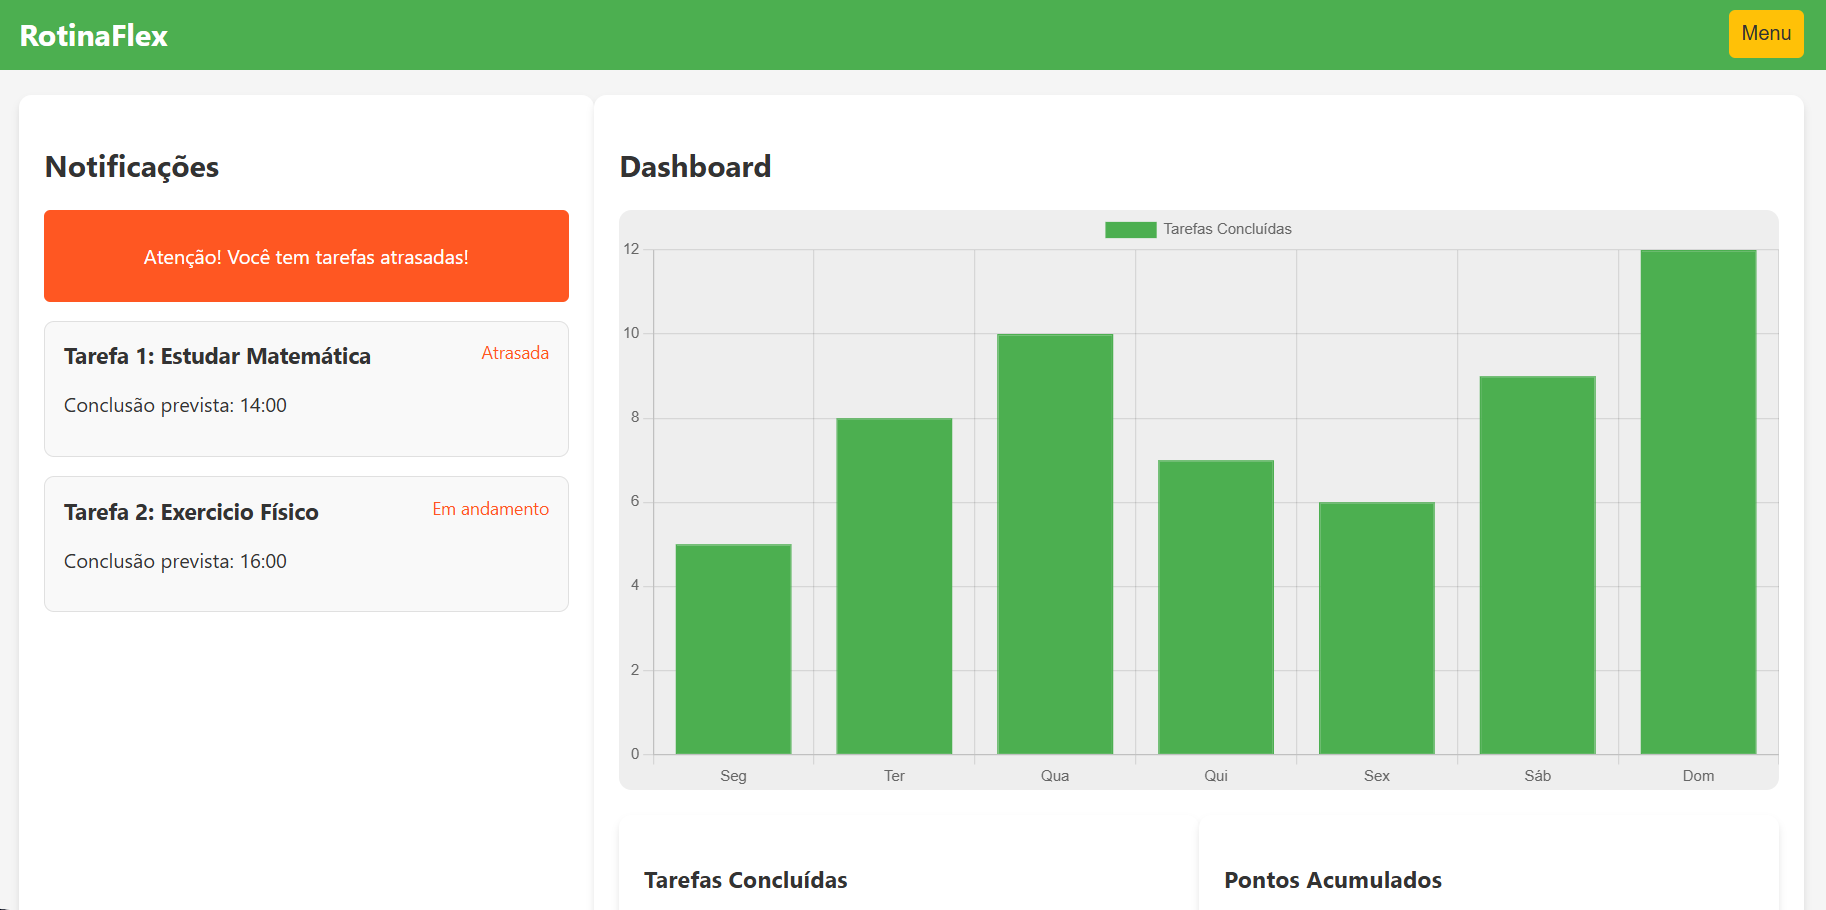 RotinaFlex
Menu
Notificações
Atenção! Você tem tarefas atrasadas!
Tarefa 1: Estudar Matemática
Atrasada
Conclusão prevista: 14:00
Tarefa 2: Exercicio Físico
Em andamento
Conclusão prevista: 16:00
Dashboard
Tarefas Concluídas
12
10
8
6
4
2
0
Seg Ter Qua Qui Sex Sáb Dom
Tarefas Concluídas
Pontos Acumulados